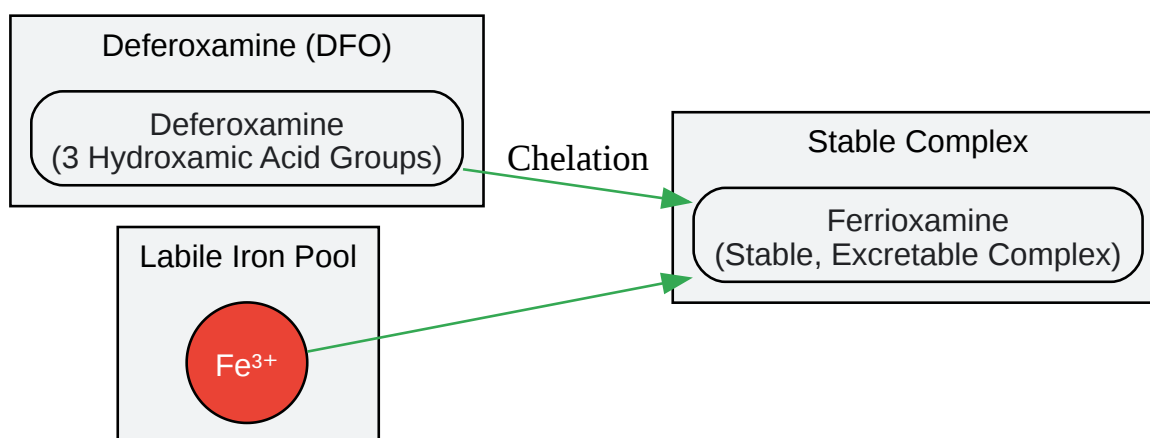 Deferoxamine (DFO)
Deferoxamine
(3 Hydroxamic Acid Groups)
Chelation
Labile Iron Pool
Fe³⁺
Stable Complex
Ferrioxamine
(Stable, Excretable Complex)